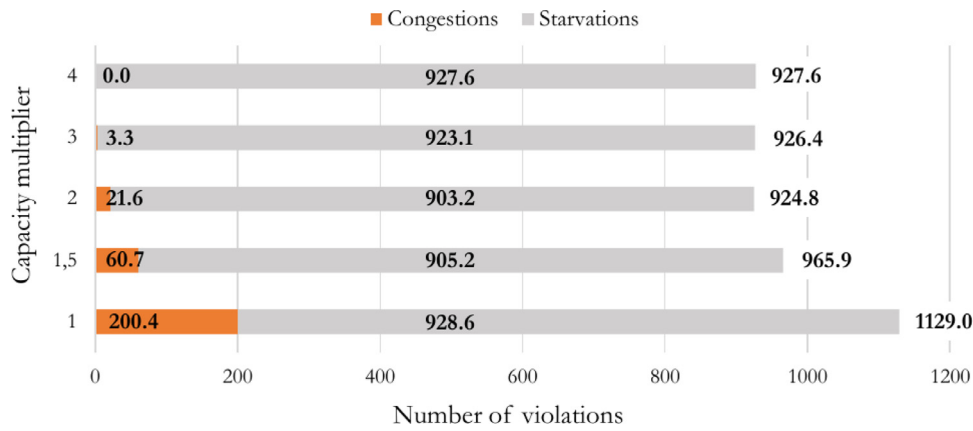 Congestions Starvations
4 0.0 927.6 927.6
3 3.3 923.1 926.4
2 21.6 903.2 924.8
1,5 60.7 905.2 965.9
1 200.4 928.6 1129.0
Capacity multiplier
0 200 400 600 800 1000 1200
Number of violations